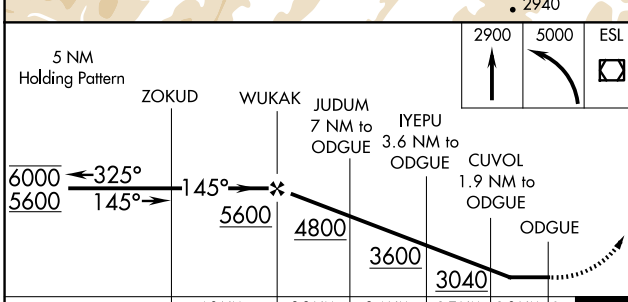 2940
2900 5000 ESL
5 NM
Holding Pattern
ZOKUD
WUKAK
JUDUM
7 NM to
ODGUE
IYEPU
3.6 NM to
ODGUE
CUVOL
1.9 NM to
ODGUE
ODGUE
6000
5600
325°
145°
145°
5600
4800
3600
3040